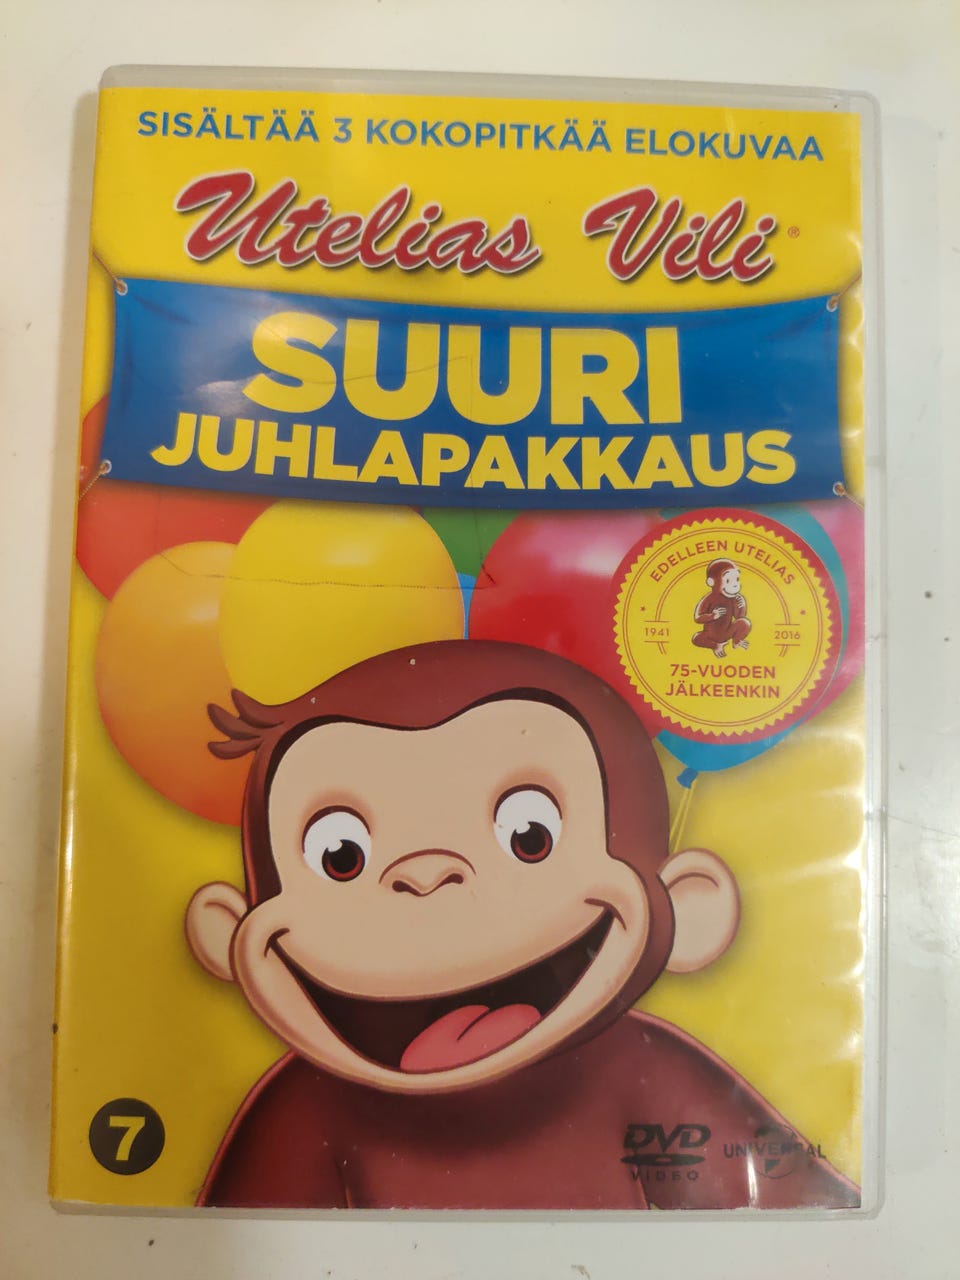 SISÄLTÄÄ 3 KOKOPITKÄÄ ELOKUVAA
Utelias Vili®
SUURI
JUHLAPAKKAUS
EDELLEEN UTELIAS
1941 2016
75-VUODEN
JÄLKEENKIN
7
DVD
VIDEO
UNIVERSAL